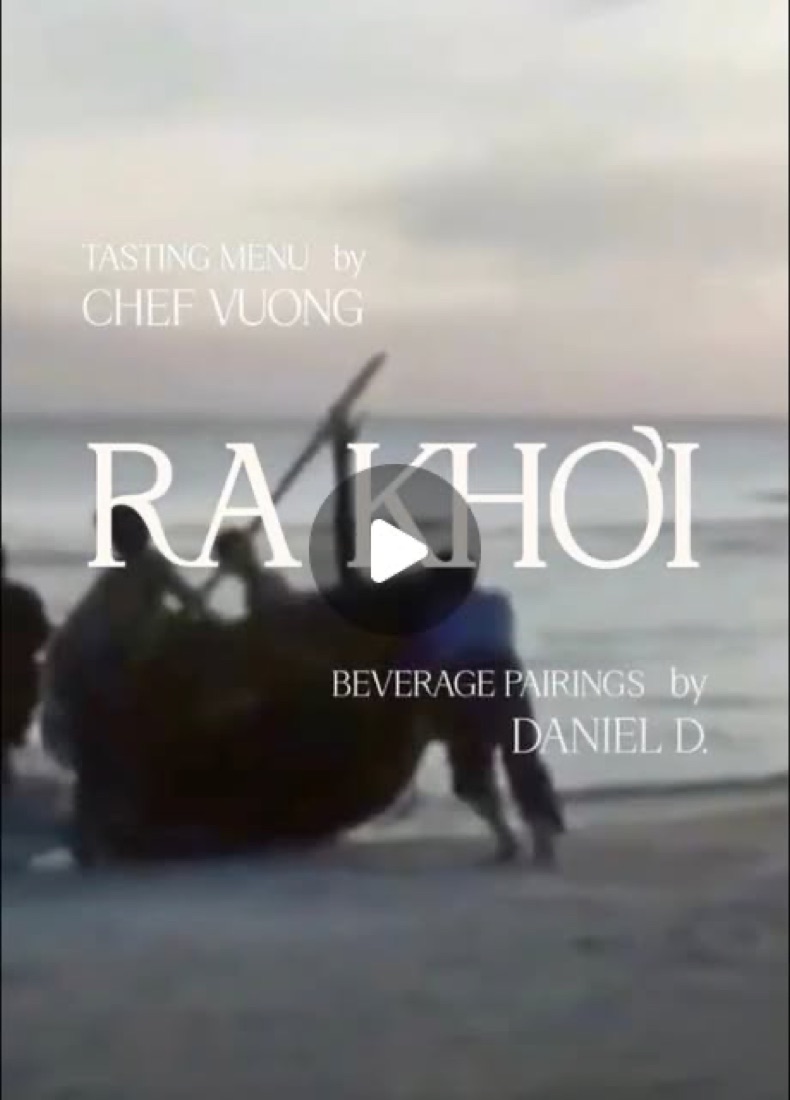 TASTING MENU by
CHEF VUONG
RA KHƠI
BEVERAGE PAIRINGS by
DANIEL D.